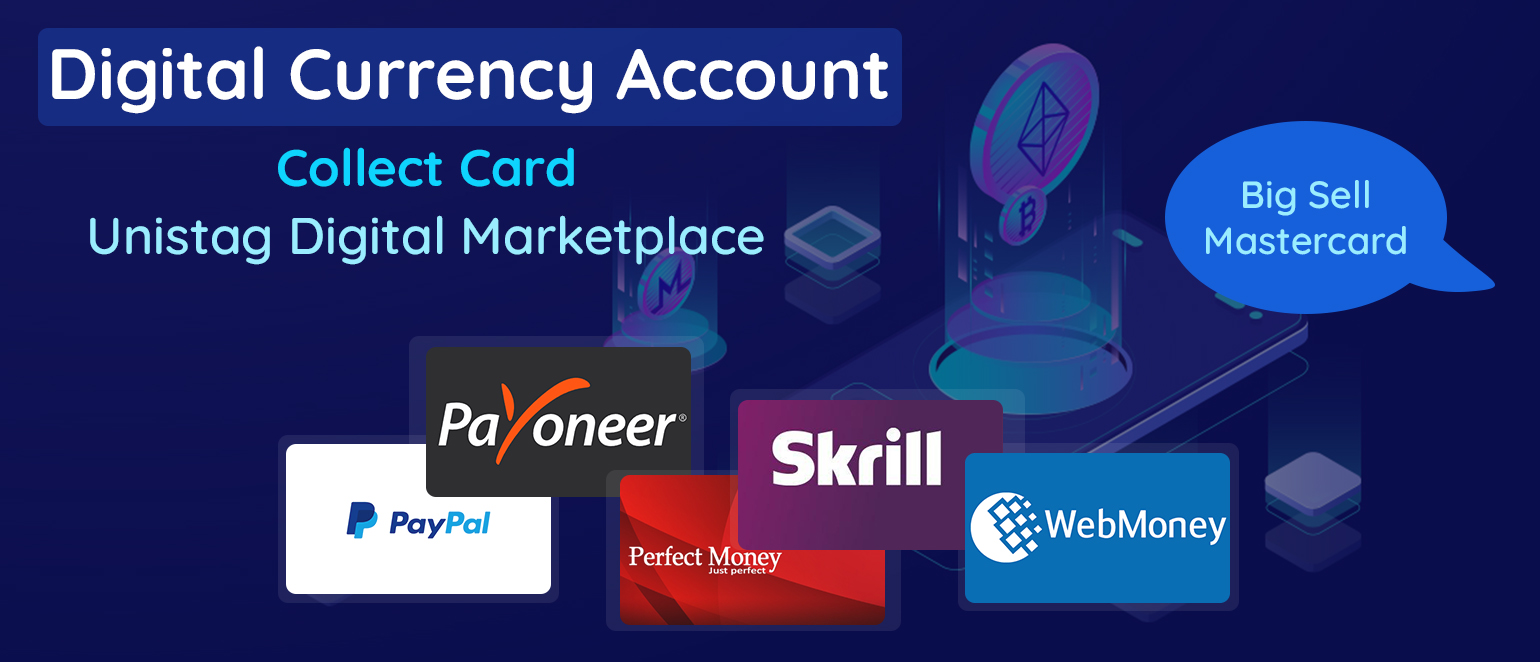 Digital Currency Account
Collect Card
Unistag Digital Marketplace
Big Sell
Mastercard
Payoneer®
Skrill
PayPal
Perfect Money
Just perfect
WebMoney